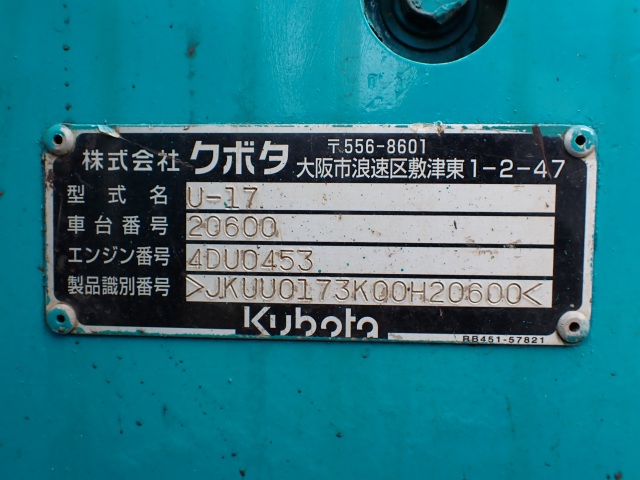 株式会社 クボタ 〒556-8601
大阪市浪速区敷津東1-2-47
型式名 U-17
車台番号 20600
エンジン番号 4DU0453
製品識別番号 >JKUU0173K00H20600<
Kubota
RB451-57821